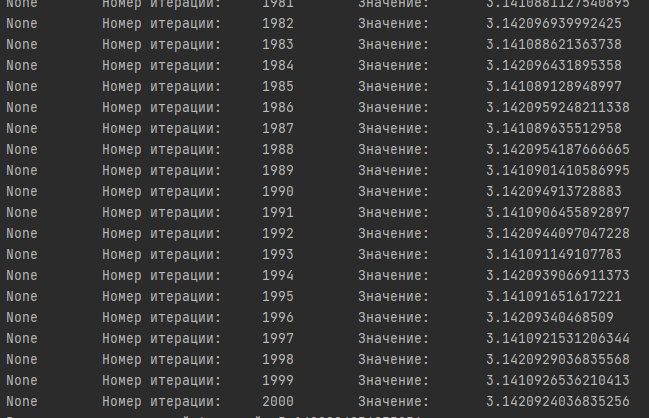 None Номер итерации: 1981 Значение: 3.1410881127540895
None Номер итерации: 1982 Значение: 3.142096939992425
None Номер итерации: 1983 Значение: 3.141088621363738
None Номер итерации: 1984 Значение: 3.142096431895358
None Номер итерации: 1985 Значение: 3.141089128948997
None Номер итерации: 1986 Значение: 3.1420959248211338
None Номер итерации: 1987 Значение: 3.141089635512958
None Номер итерации: 1988 Значение: 3.1420954187666665
None Номер итерации: 1989 Значение: 3.1410901410586995
None Номер итерации: 1990 Значение: 3.142094913728883
None Номер итерации: 1991 Значение: 3.1410906455892897
None Номер итерации: 1992 Значение: 3.1420944097047228
None Номер итерации: 1993 Значение: 3.141091149107783
None Номер итерации: 1994 Значение: 3.1420939066911373
None Номер итерации: 1995 Значение: 3.141091651617221
None Номер итерации: 1996 Значение: 3.14209340468509
None Номер итерации: 1997 Значение: 3.1410921531206344
None Номер итерации: 1998 Значение: 3.1420929036835568
None Номер итерации: 1999 Значение: 3.1410926536210413
None Номер итерации: 2000 Значение: 3.1420924036835256